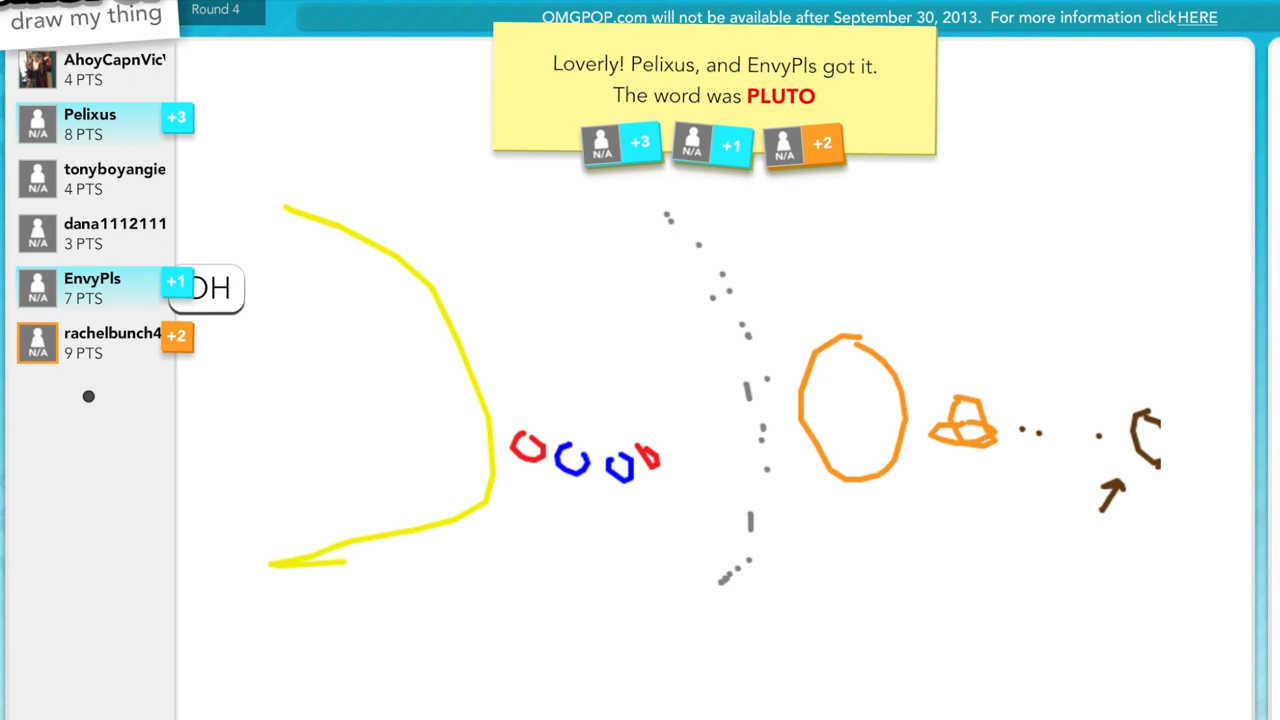 draw my thing
Round 4
OMGPOP.com will not be available after September 30, 2013. For more information click HERE
AhoyCapnVic
4 PTS
N/A
Pelixus
8 PTS
+3
N/A
tonyboyangie
4 PTS
N/A
dana1112111
3 PTS
N/A
EnvyPls
7 PTS
+1
OH
N/A
rachelbunch4
9 PTS
+2
N/A
Loverly! Pelixus, and EnvyPls got it.
The word was PLUTO
N/A +3
N/A +1
N/A +2